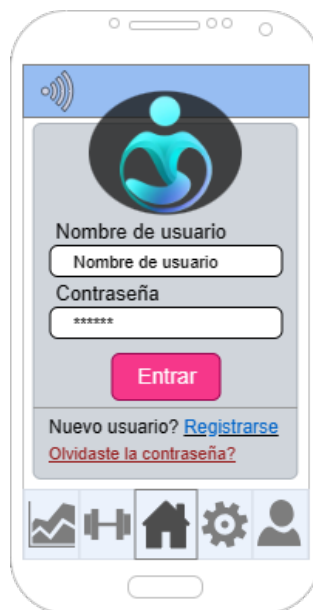 Nombre de usuario
Nombre de usuario
Contraseña
******
Entrar
Nuevo usuario? Registrarse
Olvidaste la contraseña?